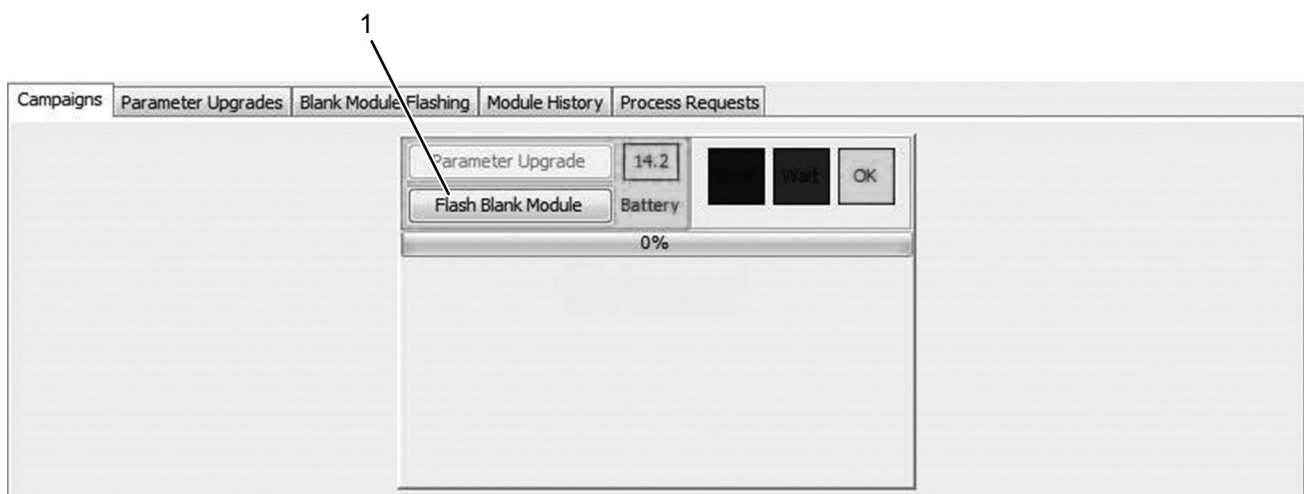 1
Campaigns Parameter Upgrades Blank Module Flashing Module History Process Requests
Parameter Upgrade 14.2 Wait OK
Flash Blank Module Battery
0%